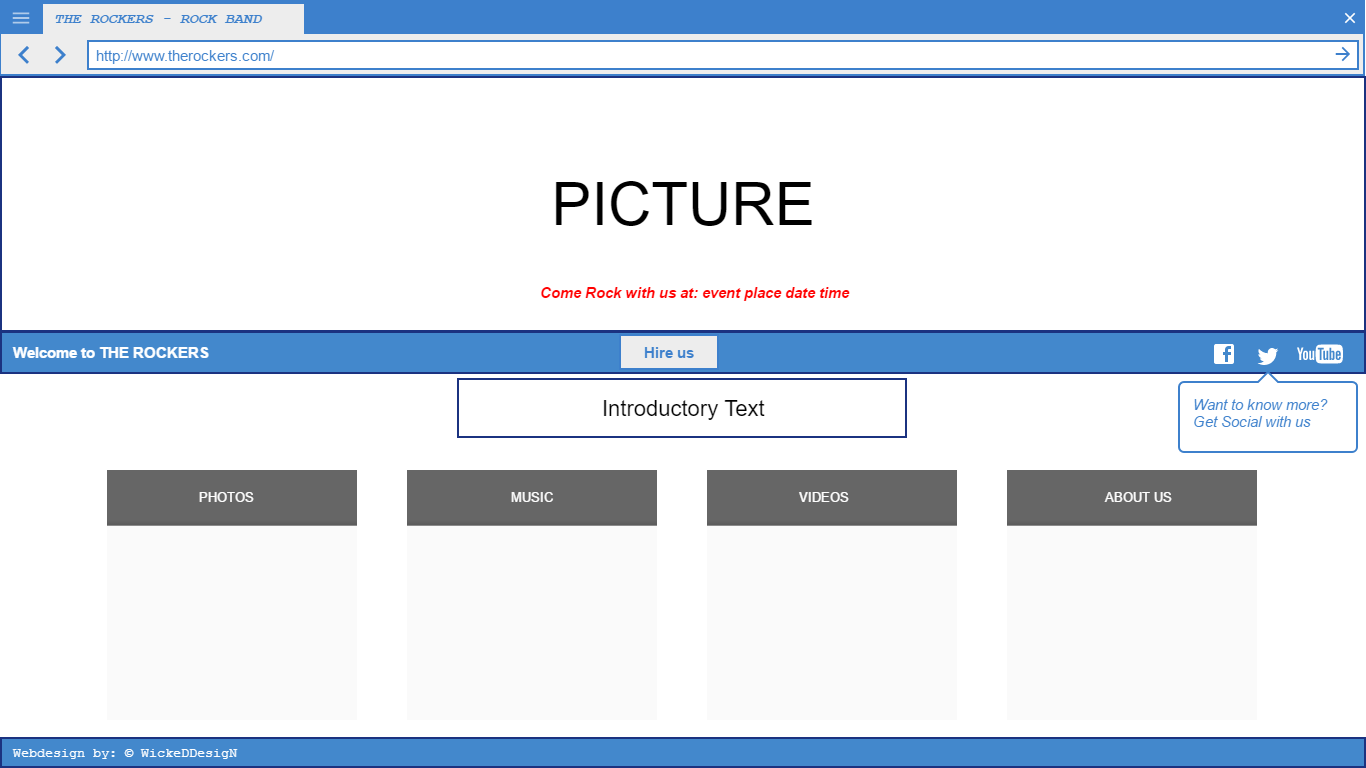 THE ROCKERS - ROCK BAND
http://www.therockers.com/
PICTURE
Come Rock with us at: event place date time
Welcome to THE ROCKERS
Hire us
You Tube
Introductory Text
Want to know more?
Get Social with us
PHOTOS
MUSIC
VIDEOS
ABOUT US
Webdesign by: © WickeDDesigN